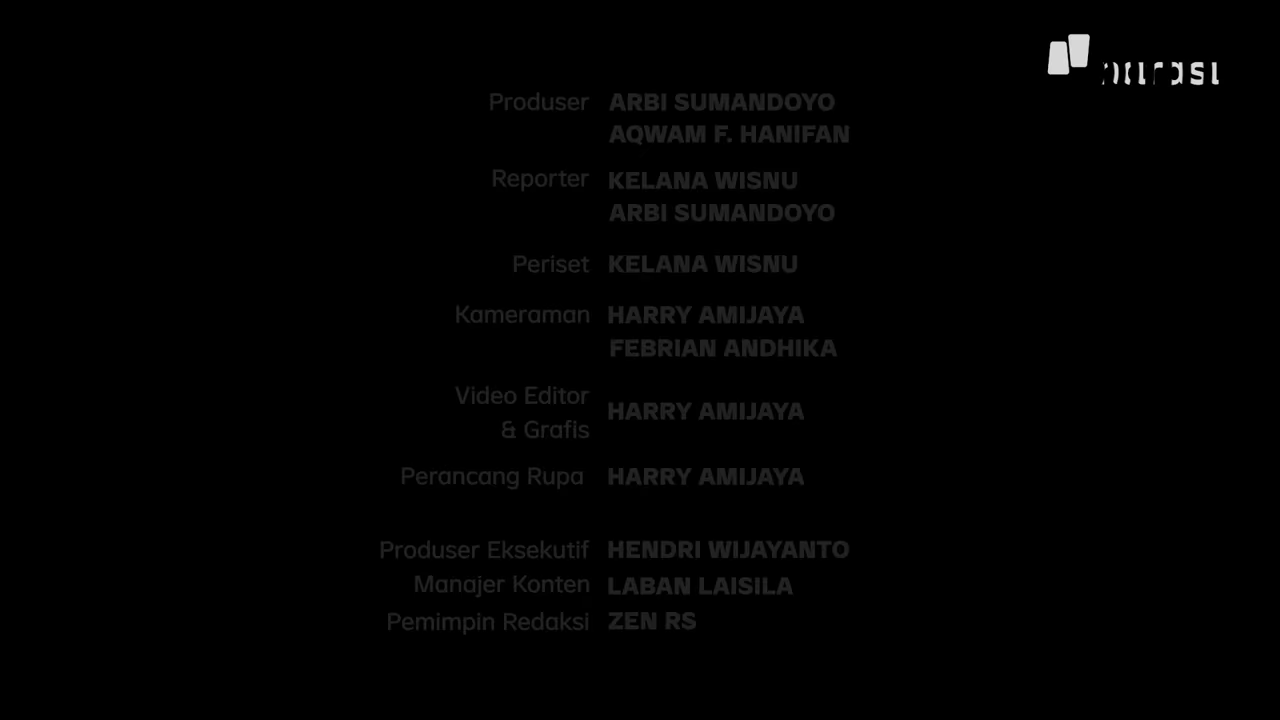 narasi
Produser ARBI SUMANDOYO
AQWAM F. HANIFAN
Reporter KELANA WISNU
ARBI SUMANDOYO
Periset KELANA WISNU
Kameraman HARRY AMIJAYA
FEBRIAN ANDHIKA
Video Editor
& Grafis HARRY AMIJAYA
Perancang Rupa HARRY AMIJAYA
Produser Eksekutif HENDRI WIJAYANTO
Manajer Konten LABAN LAISILA
Pemimpin Redaksi ZEN RS